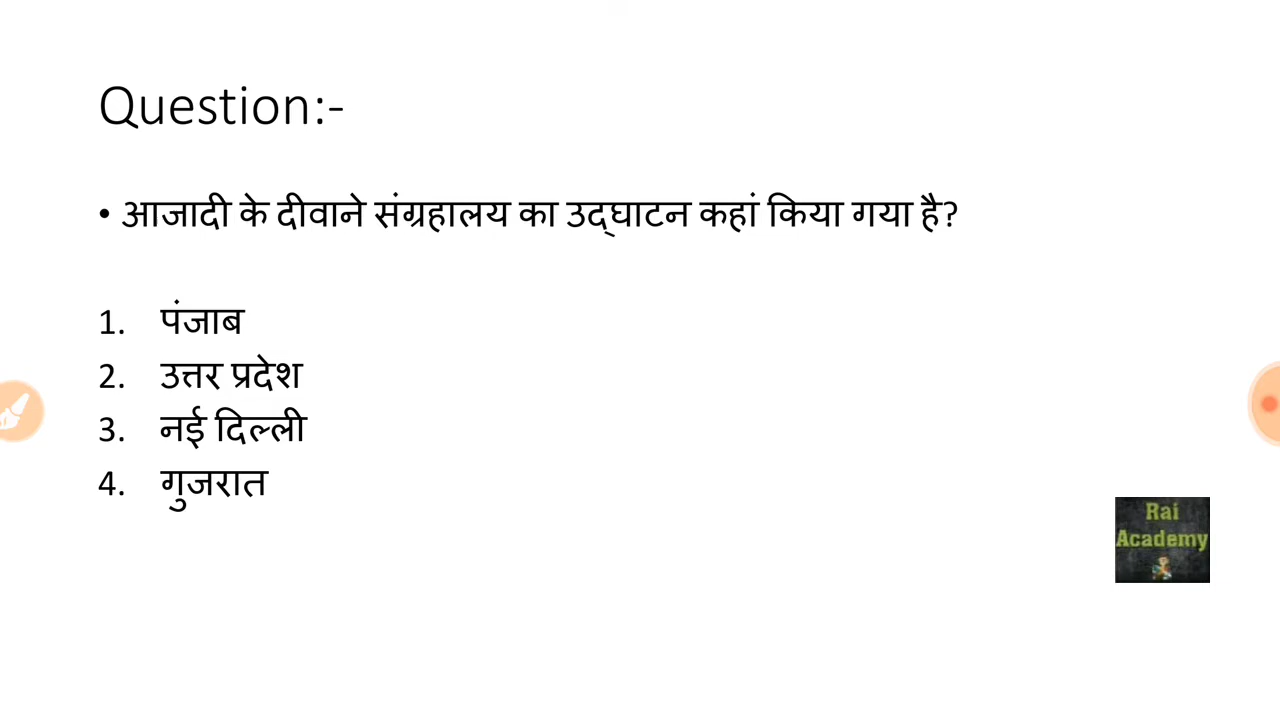 Question:-
• आजादी के दीवाने संग्रहालय का उद्घाटन कहां किया गया है?
1. पंजाब
2. उत्तर प्रदेश
3. नई दिल्ली
4. गुजरात
Rai
Academy